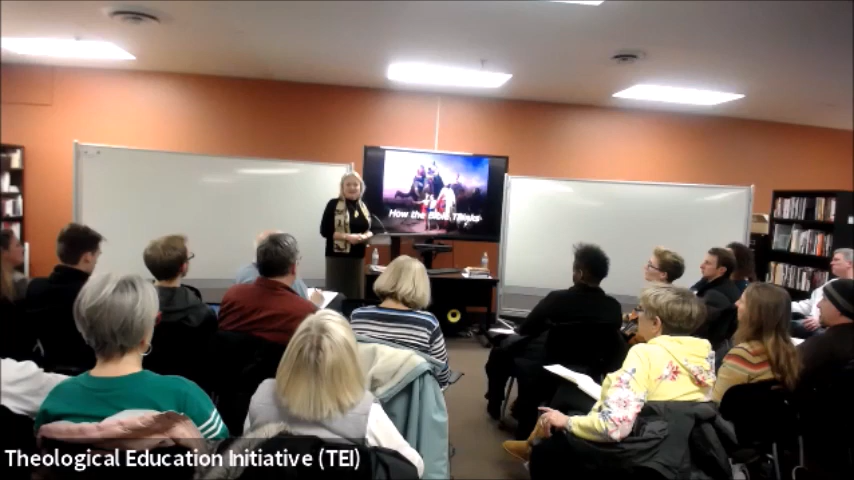 How the Bible Thinks
Theological Education Initiative (TEI)